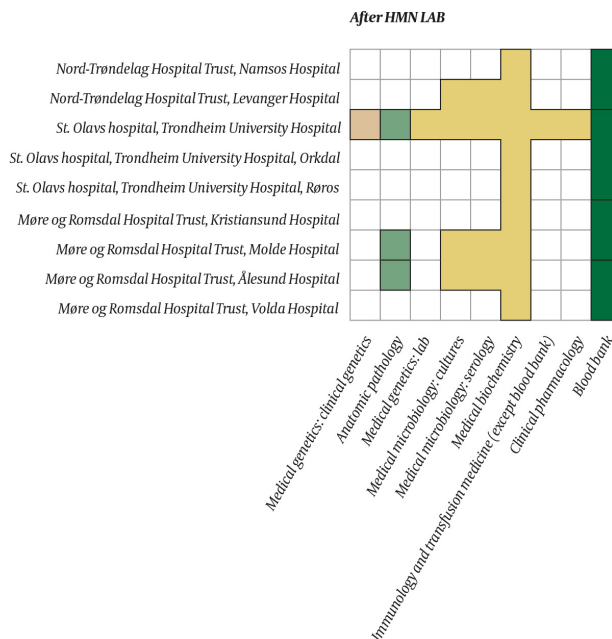 After HMN LAB
Nord-Trøndelag Hospital Trust, Namsos Hospital
Nord-Trøndelag Hospital Trust, Levanger Hospital
St. Olavs hospital, Trondheim University Hospital
St. Olavs hospital, Trondheim University Hospital, Orkdal
St. Olavs hospital, Trondheim University Hospital, Røros
Møre og Romsdal Hospital Trust, Kristiansund Hospital
Møre og Romsdal Hospital Trust, Molde Hospital
Møre og Romsdal Hospital Trust, Ålesund Hospital
Møre og Romsdal Hospital Trust, Volda Hospital
Medical genetics: clinical genetics
Anatomic pathology
Medical genetics: lab
Medical microbiology: cultures
Medical microbiology: serology
Medical biochemistry
Immunology and transfusion medicine (except blood bank)
Clinical pharmacology
Blood bank